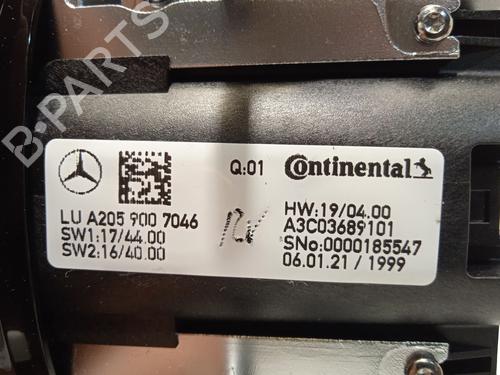 B-PARTS
Q:01 Continental
LU A205 900 7046
SW1:17/44.00
SW2:16/40.00
HW:19/04.00
A3C03689101
SNo:0000185547
06.01.21 / 1999